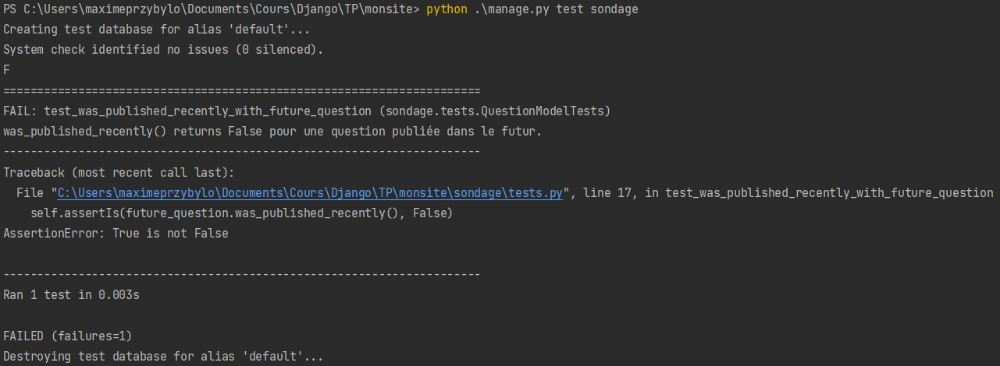 PS C:\Users\maximeprzybylo\Documents\Cours\Django\TP\monsite> python .\manage.py test sondage
Creating test database for alias 'default'...
System check identified no issues (0 silenced).
F
======================================================================
FAIL: test_was_published_recently_with_future_question (sondage.tests.QuestionModelTests)
was_published_recently() returns False pour une question publiée dans le futur.
----------------------------------------------------------------------
Traceback (most recent call last):
  File "C:\Users\maximeprzybylo\Documents\Cours\Django\TP\monsite\sondage\tests.py", line 17, in test_was_published_recently_with_future_question
    self.assertIs(future_question.was_published_recently(), False)
AssertionError: True is not False

----------------------------------------------------------------------
Ran 1 test in 0.003s

FAILED (failures=1)
Destroying test database for alias 'default'...